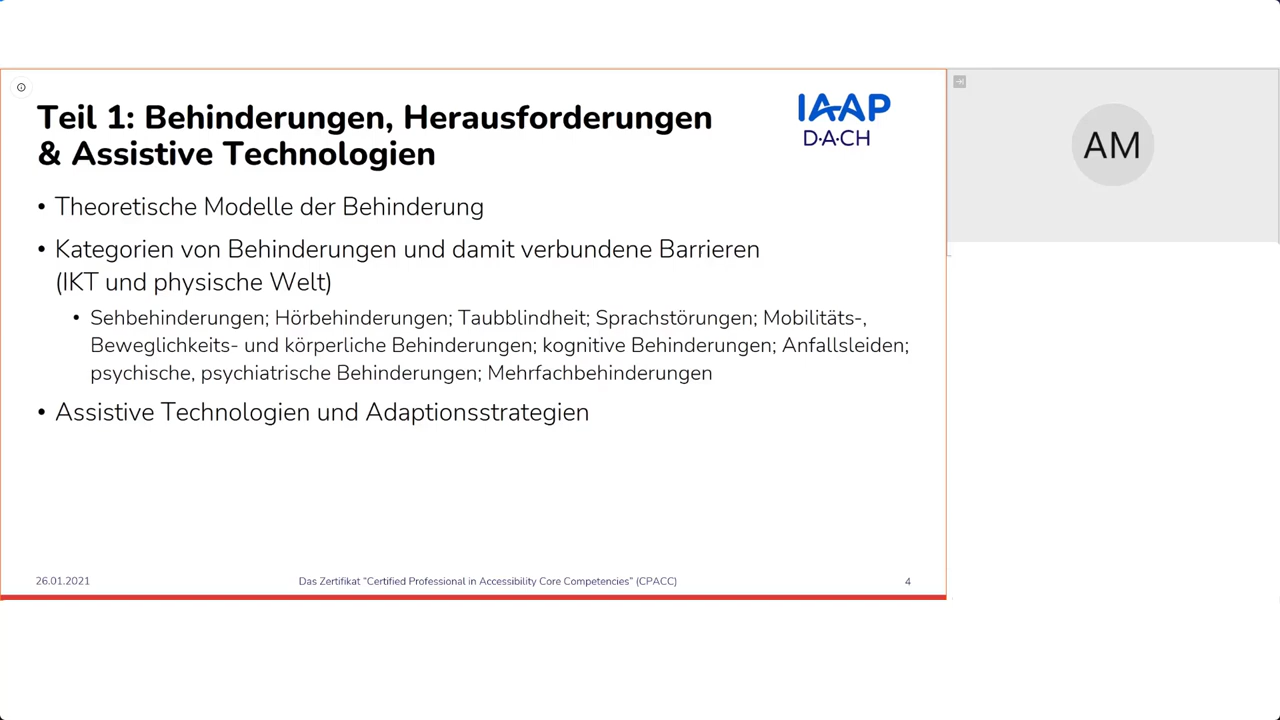 Teil 1: Behinderungen, Herausforderungen
& Assistive Technologien
IAAP
D·A·CH
AM
• Theoretische Modelle der Behinderung
• Kategorien von Behinderungen und damit verbundene Barrieren
(IKT und physische Welt)
• Sehbehinderungen; Hörbehinderungen; Taubblindheit; Sprachstörungen; Mobilitäts-,
Beweglichkeits- und körperliche Behinderungen; kognitive Behinderungen; Anfallsleiden;
psychische, psychiatrische Behinderungen; Mehrfachbehinderungen
• Assistive Technologien und Adaptionsstrategien
26.01.2021
Das Zertifikat "Certified Professional in Accessibility Core Competencies" (CPACC)
4